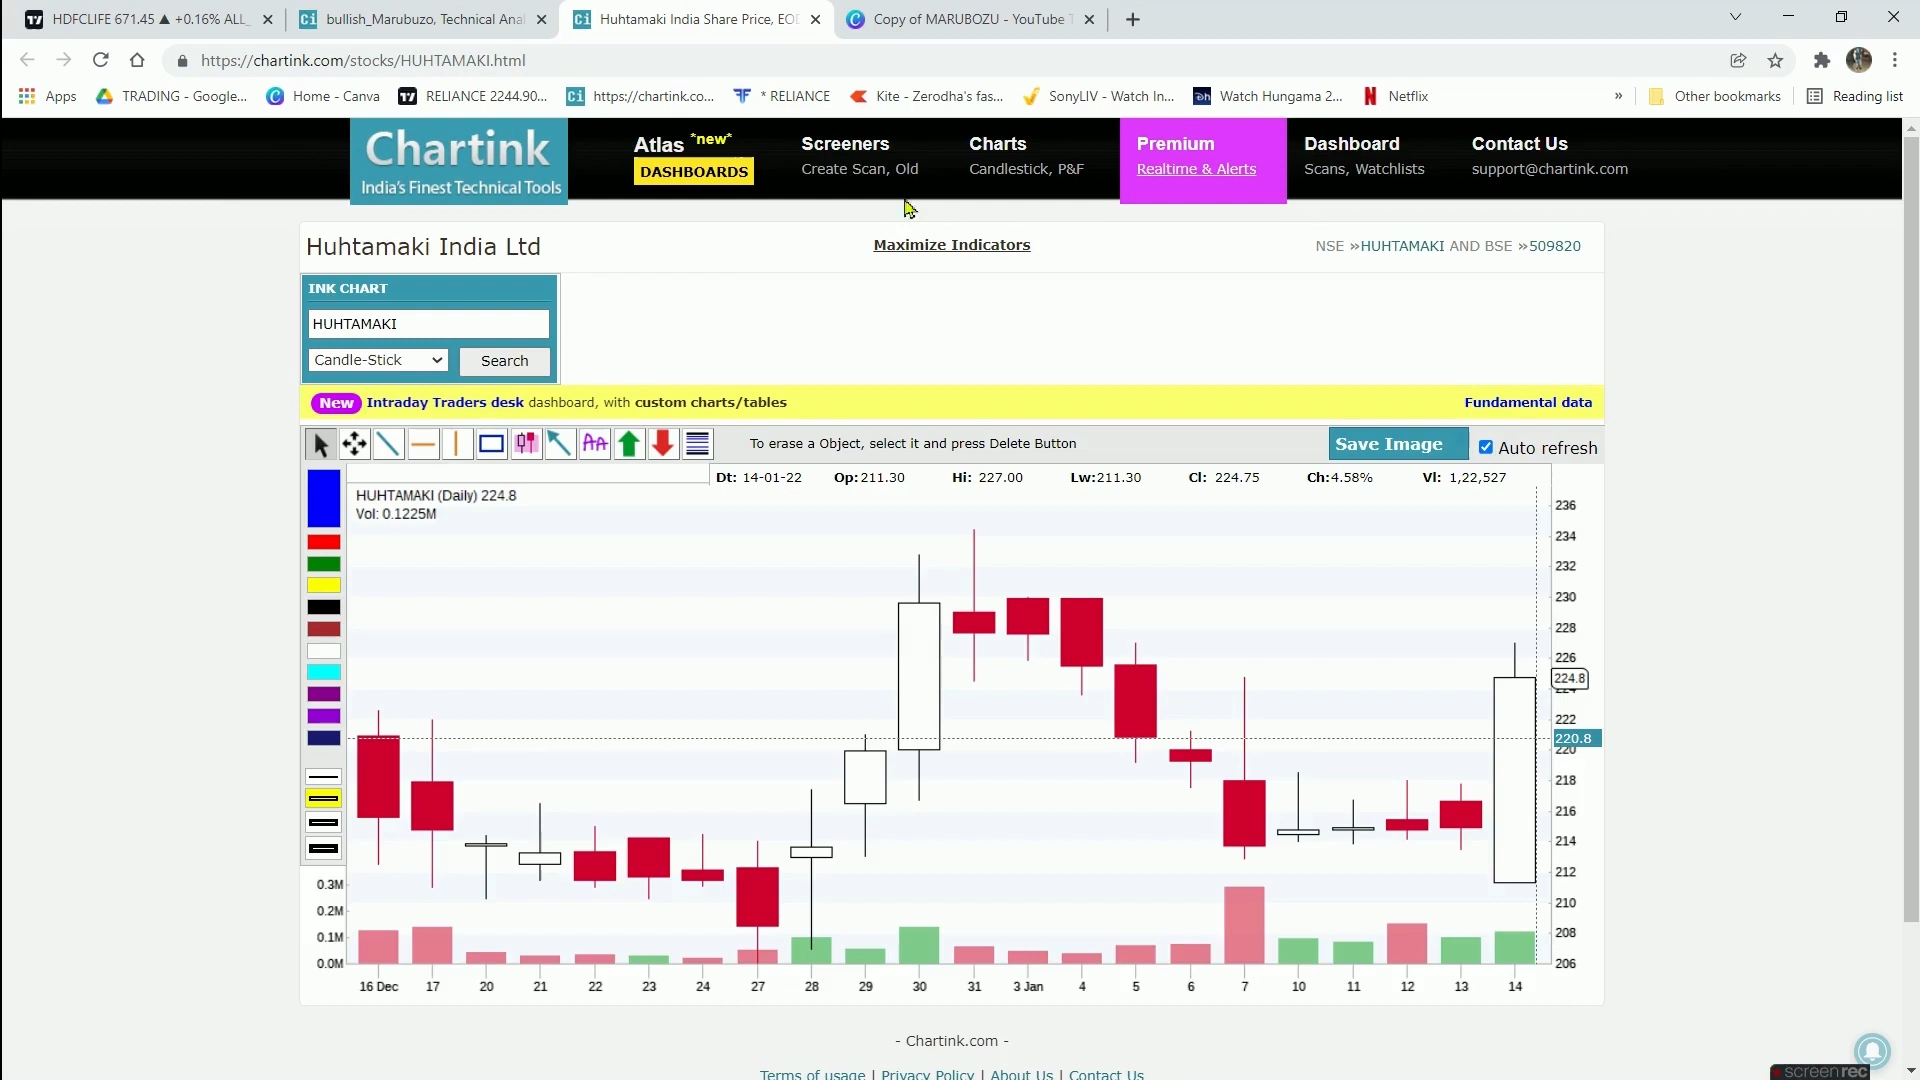 HDFCLIFE 671.45 ▲ +0.16% ALL_
bullish_Marubuzo, Technical Anal
Huhtamaki India Share Price, EOD
Copy of MARUBOZU - YouTube T
https://chartink.com/stocks/HUHTAMAKI.html
Apps
TRADING - Google...
Home - Canva
RELIANCE 2244.90...
https://chartink.co...
* RELIANCE
Kite - Zerodha's fas...
SonyLIV - Watch In...
Watch Hungama 2...
Netflix
»
Other bookmarks
Reading list
Chartink
India's Finest Technical Tools
Atlas *new*
DASHBOARDS
Screeners
Create Scan, Old
Charts
Candlestick, P&F
Premium
Realtime & Alerts
Dashboard
Scans, Watchlists
Contact Us
support@chartink.com
Huhtamaki India Ltd
Maximize Indicators
NSE »HUHTAMAKI AND BSE »509820
INK CHART
HUHTAMAKI
Candle-Stick
Search
New Intraday Traders desk dashboard, with custom charts/tables
Fundamental data
To erase a Object, select it and press Delete Button
Save Image
Auto refresh
Dt: 14-01-22 Op:211.30 Hi: 227.00 Lw:211.30 Cl: 224.75 Ch:4.58% Vl: 1,22,527
HUHTAMAKI (Daily) 224.8
Vol: 0.1225M
236
234
232
230
228
226
224.8
224
222
220.8
220
218
216
214
212
210
208
206
0.3M
0.2M
0.1M
0.0M
16 Dec 17 20 21 22 23 24 27 28 29 30 31 3 Jan 4 5 6 7 10 11 12 13 14
- Chartink.com -
Terms of usage | Privacy Policy | About Us | Contact Us
screenrec